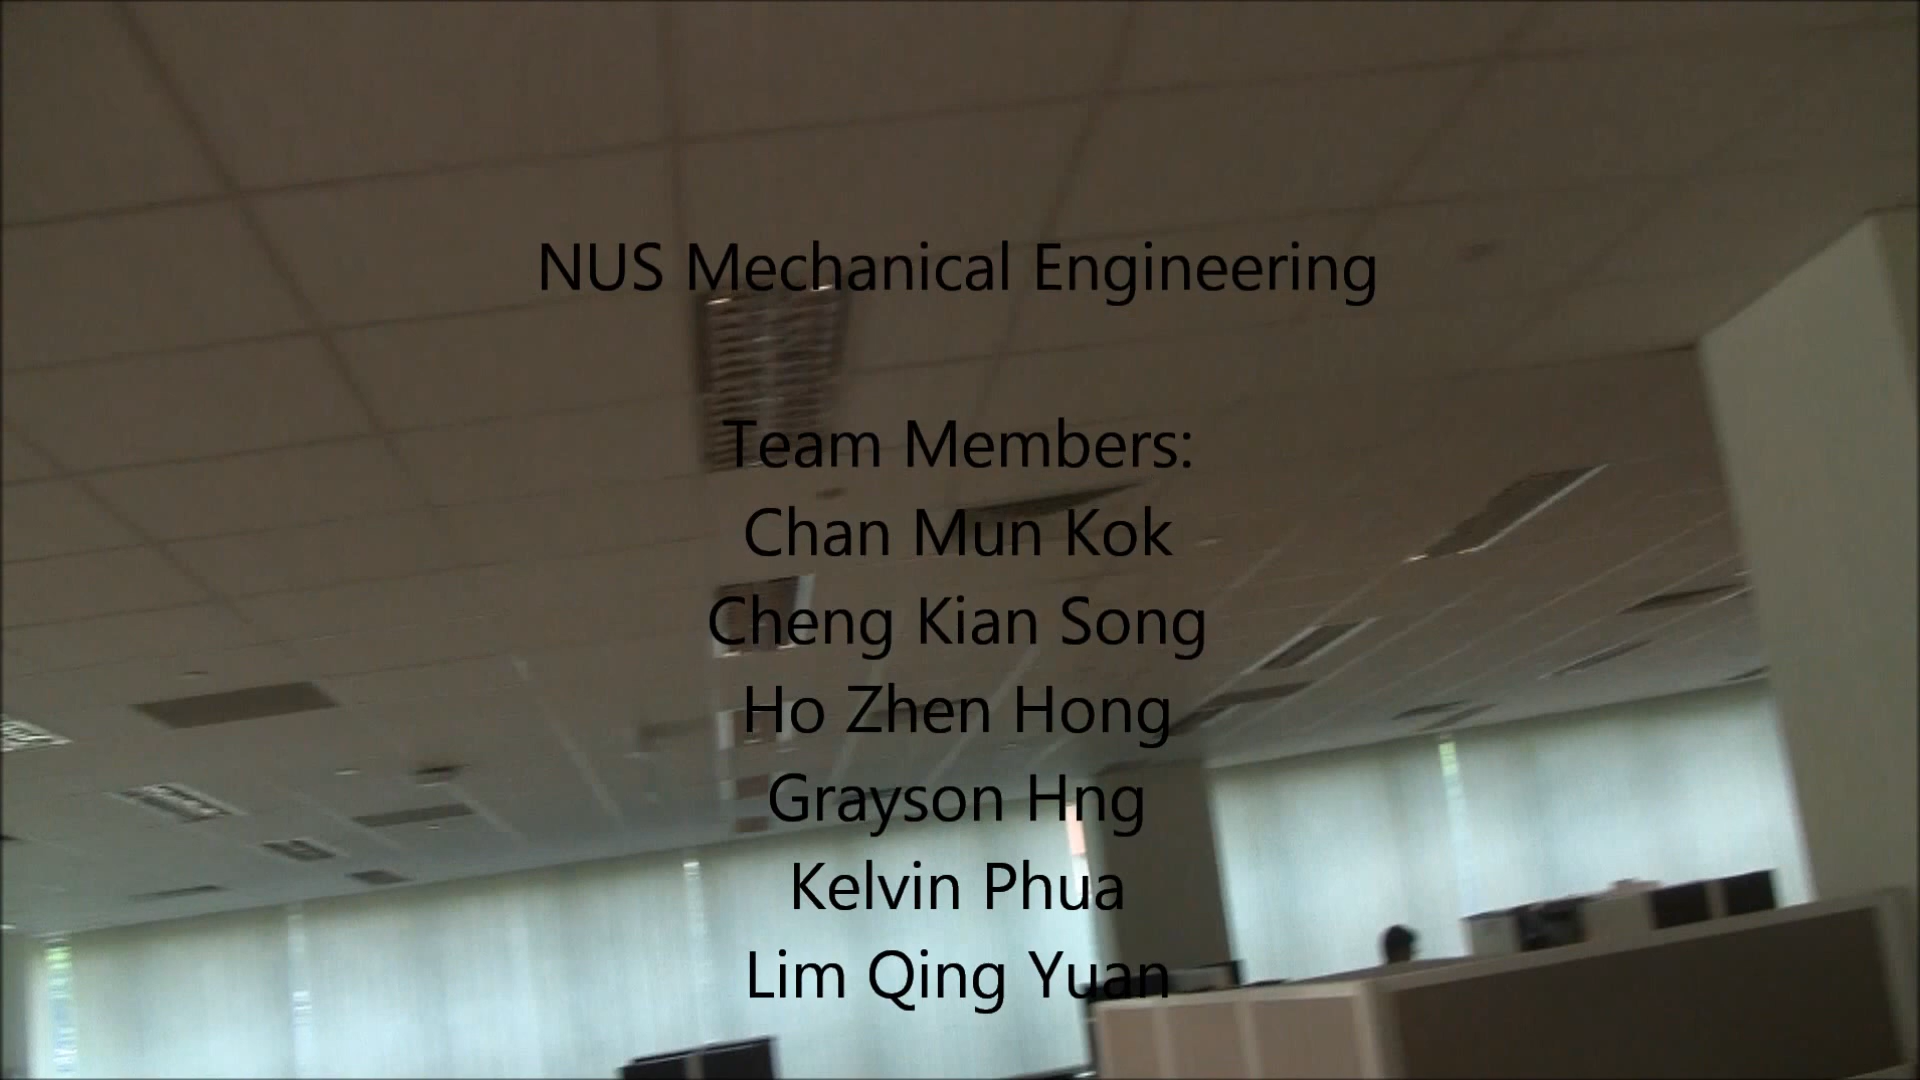 NUS Mechanical Engineering
Team Members:
Chan Mun Kok
Cheng Kian Song
Ho Zhen Hong
Grayson Hng
Kelvin Phua
Lim Qing Yuan